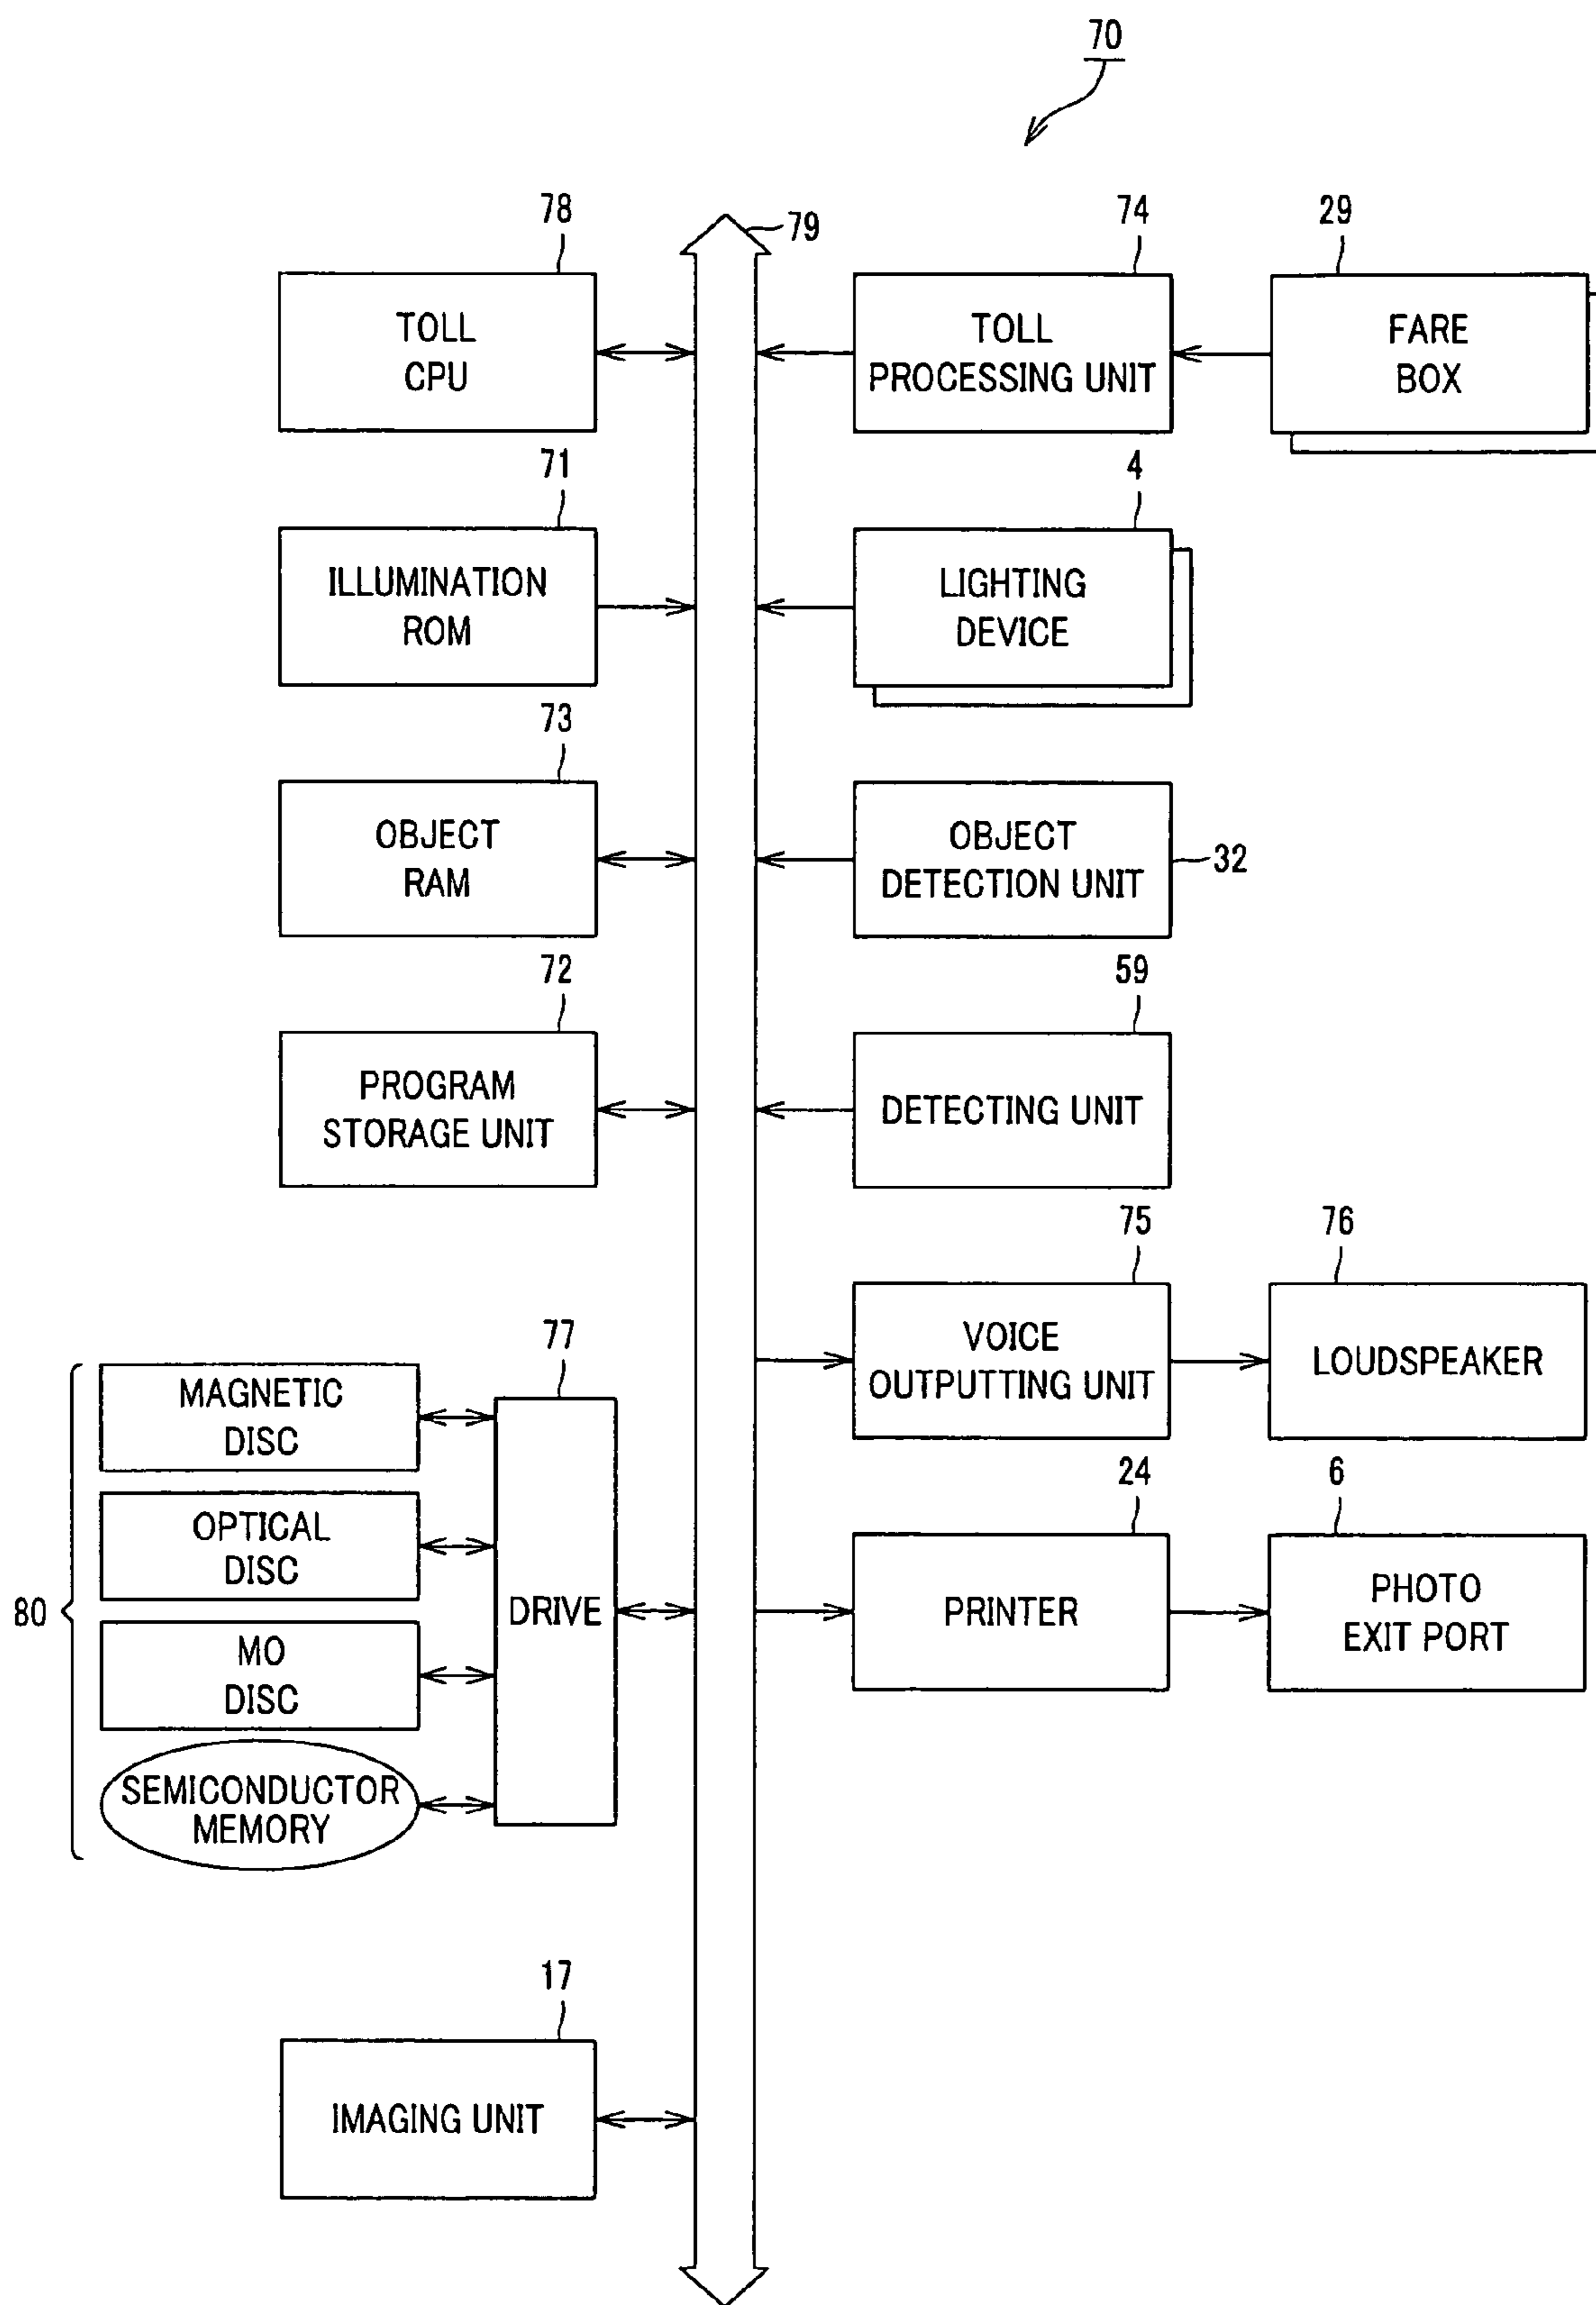 70
78
79
74
29
TOLL
CPU
TOLL
PROCESSING UNIT
FARE
BOX
71
4
ILLUMINATION
ROM
LIGHTING
DEVICE
73
OBJECT
RAM
OBJECT
DETECTION UNIT
32
72
59
PROGRAM
STORAGE UNIT
DETECTING UNIT
75
76
VOICE
OUTPUTTING UNIT
LOUDSPEAKER
77
MAGNETIC
DISC
OPTICAL
DISC
80
DRIVE
MO
DISC
SEMICONDUCTOR
MEMORY
24
6
PRINTER
PHOTO
EXIT PORT
17
IMAGING UNIT